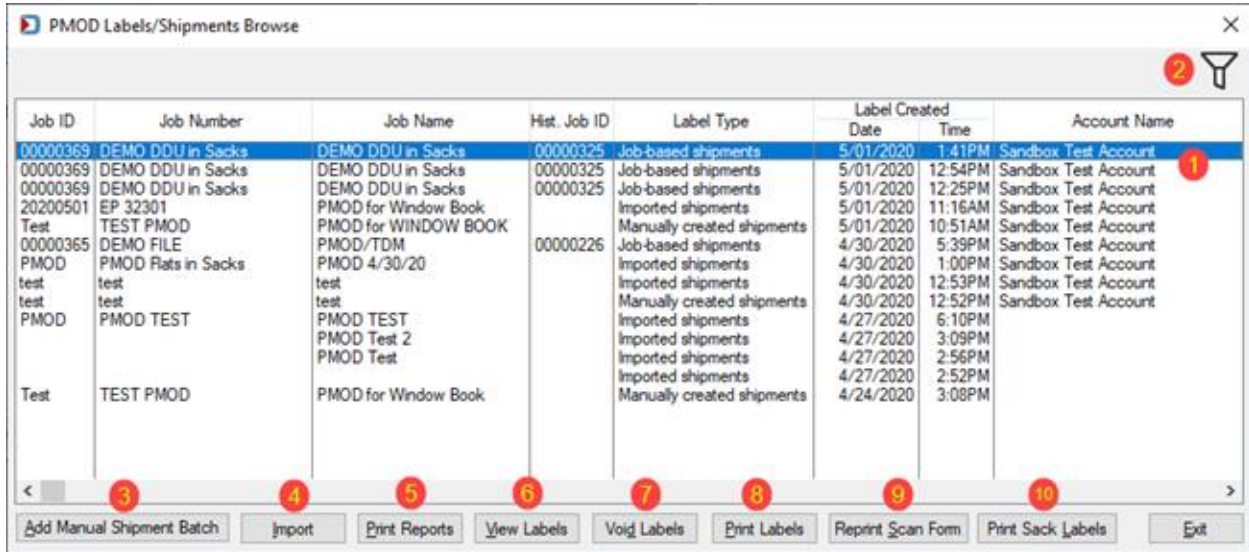 PMOD Labels/Shipments Browse
2
Job ID Job Number Job Name Hist. Job ID Label Type Label Created Date Time Account Name
00000369 DEMO DDU in Sacks DEMO DDU in Sacks 00000325 Job-based shipments 5/01/2020 1:41PM Sandbox Test Account
1
00000369 DEMO DDU in Sacks DEMO DDU in Sacks 00000325 Job-based shipments 5/01/2020 12:54PM Sandbox Test Account
00000369 DEMO DDU in Sacks DEMO DDU in Sacks 00000325 Job-based shipments 5/01/2020 12:25PM Sandbox Test Account
20200501 EP 32301 PMOD for Window Book Imported shipments 5/01/2020 11:16AM Sandbox Test Account
Test TEST PMOD PMOD for WINDOW BOOK Manually created shipments 5/01/2020 10:51AM Sandbox Test Account
00000365 DEMO FILE PMOD/TDM 00000226 Job-based shipments 4/30/2020 5:39PM Sandbox Test Account
PMOD PMOD Flats in Sacks PMOD 4/30/20 Imported shipments 4/30/2020 1:00PM Sandbox Test Account
test test test Imported shipments 4/30/2020 12:53PM Sandbox Test Account
test test test Manually created shipments 4/30/2020 12:52PM Sandbox Test Account
PMOD PMOD TEST PMOD TEST Imported shipments 4/27/2020 6:10PM
PMOD Test 2 Imported shipments 4/27/2020 3:09PM
PMOD Test Imported shipments 4/27/2020 2:56PM
Imported shipments 4/27/2020 2:52PM
Test TEST PMOD PMOD for Window Book Manually created shipments 4/24/2020 3:08PM
3 4 5 6 7 8 9 10
Add Manual Shipment Batch Import Print Reports View Labels Void Labels Print Labels Reprint Scan Form Print Sack Labels Exit